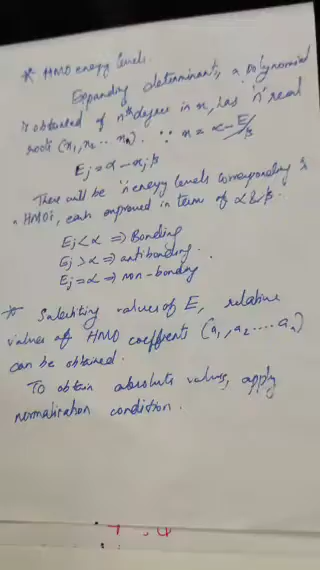 * HMO energy levels.
Expanding determinant, a polynomial
is obtained of nth degree in x, has 'n' real
roots (x1, x2 ... xn). ∵ x = α-E/β
Ej = α - xjβ
There will be 'n' energy levels corresponding to
n HMO's, each expressed in term of α & β.
Ej < α ⇒ Bonding
Ej > α ⇒ antibonding.
Ej = α ⇒ non-bonding
* Substituting values of E, relative
values of HMO coefficients (a1, a2 .... an)
can be obtained.
To obtain absolute values, apply
normalisation condition.